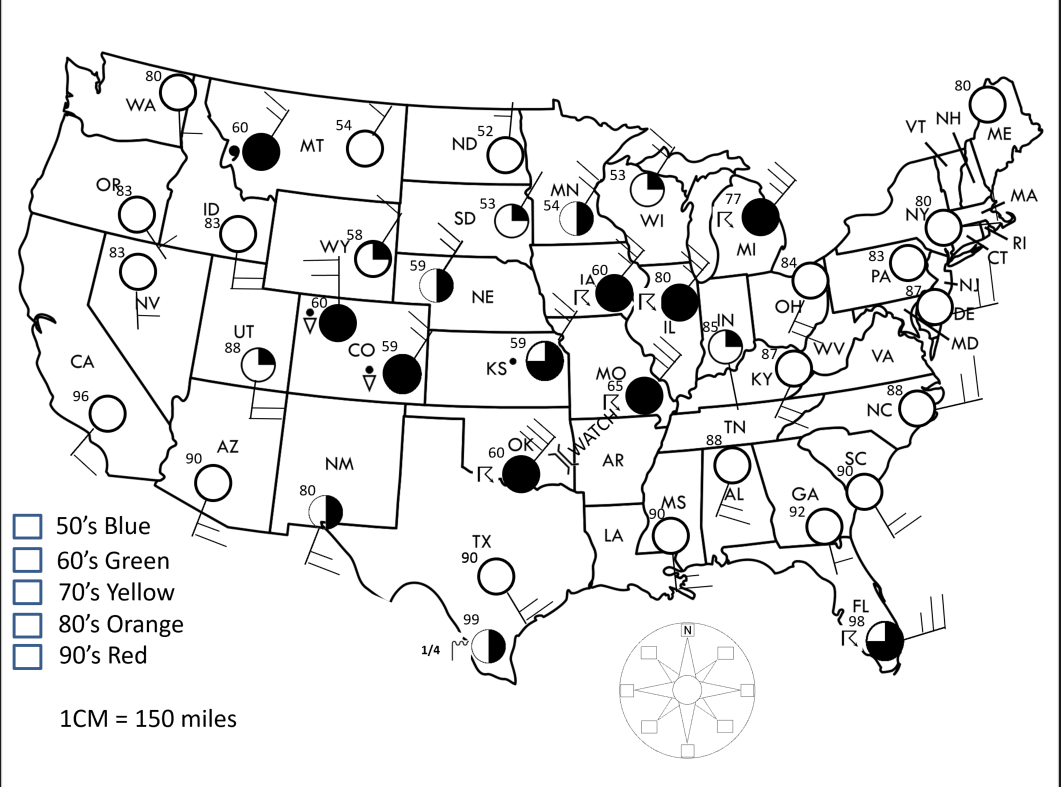 80
WA
80
ME
VT NH
60
MT
54
ND
52
OR
83
ID
83
SD
53
MN
54
53
WI
77
MI
80
NY
MA
RI
CT
WY
58
59
NE
IA
60
80
IL
84
OH
83
PA
NJ
87
DE
MD
83
NV
UT
88
60
CO
59
KS
59
MO
65
85
IN
87
KY
WV
VA
CA
96
AZ
90
NM
80
OK
60
WATCH
AR
TN
88
AL
88
NC
SC
90
GA
92
MS
90
LA
TX
90
99
1/4
FL
98
50's Blue
60's Green
70's Yellow
80's Orange
90's Red
1CM = 150 miles
N